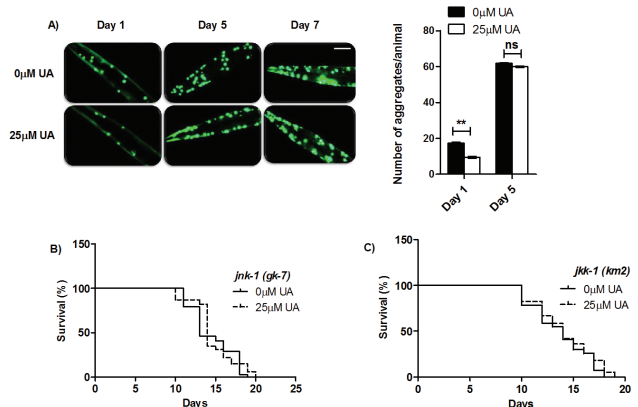 A)
Day 1 Day 5 Day 7
0µM UA
25µM UA
0µM UA
25µM UA
ns
**
Number of aggregates/animal
80
60
40
20
0
Day 1
Day 5
B)
jnk-1 (gk-7)
0µM UA
25µM UA
Survival (%)
150
100
50
0
0 5 10 15 20 25
Days
C)
jkk-1 (km2)
0µM UA
25µM UA
Survival (%)
150
100
50
0
0 5 10 15 20
Days